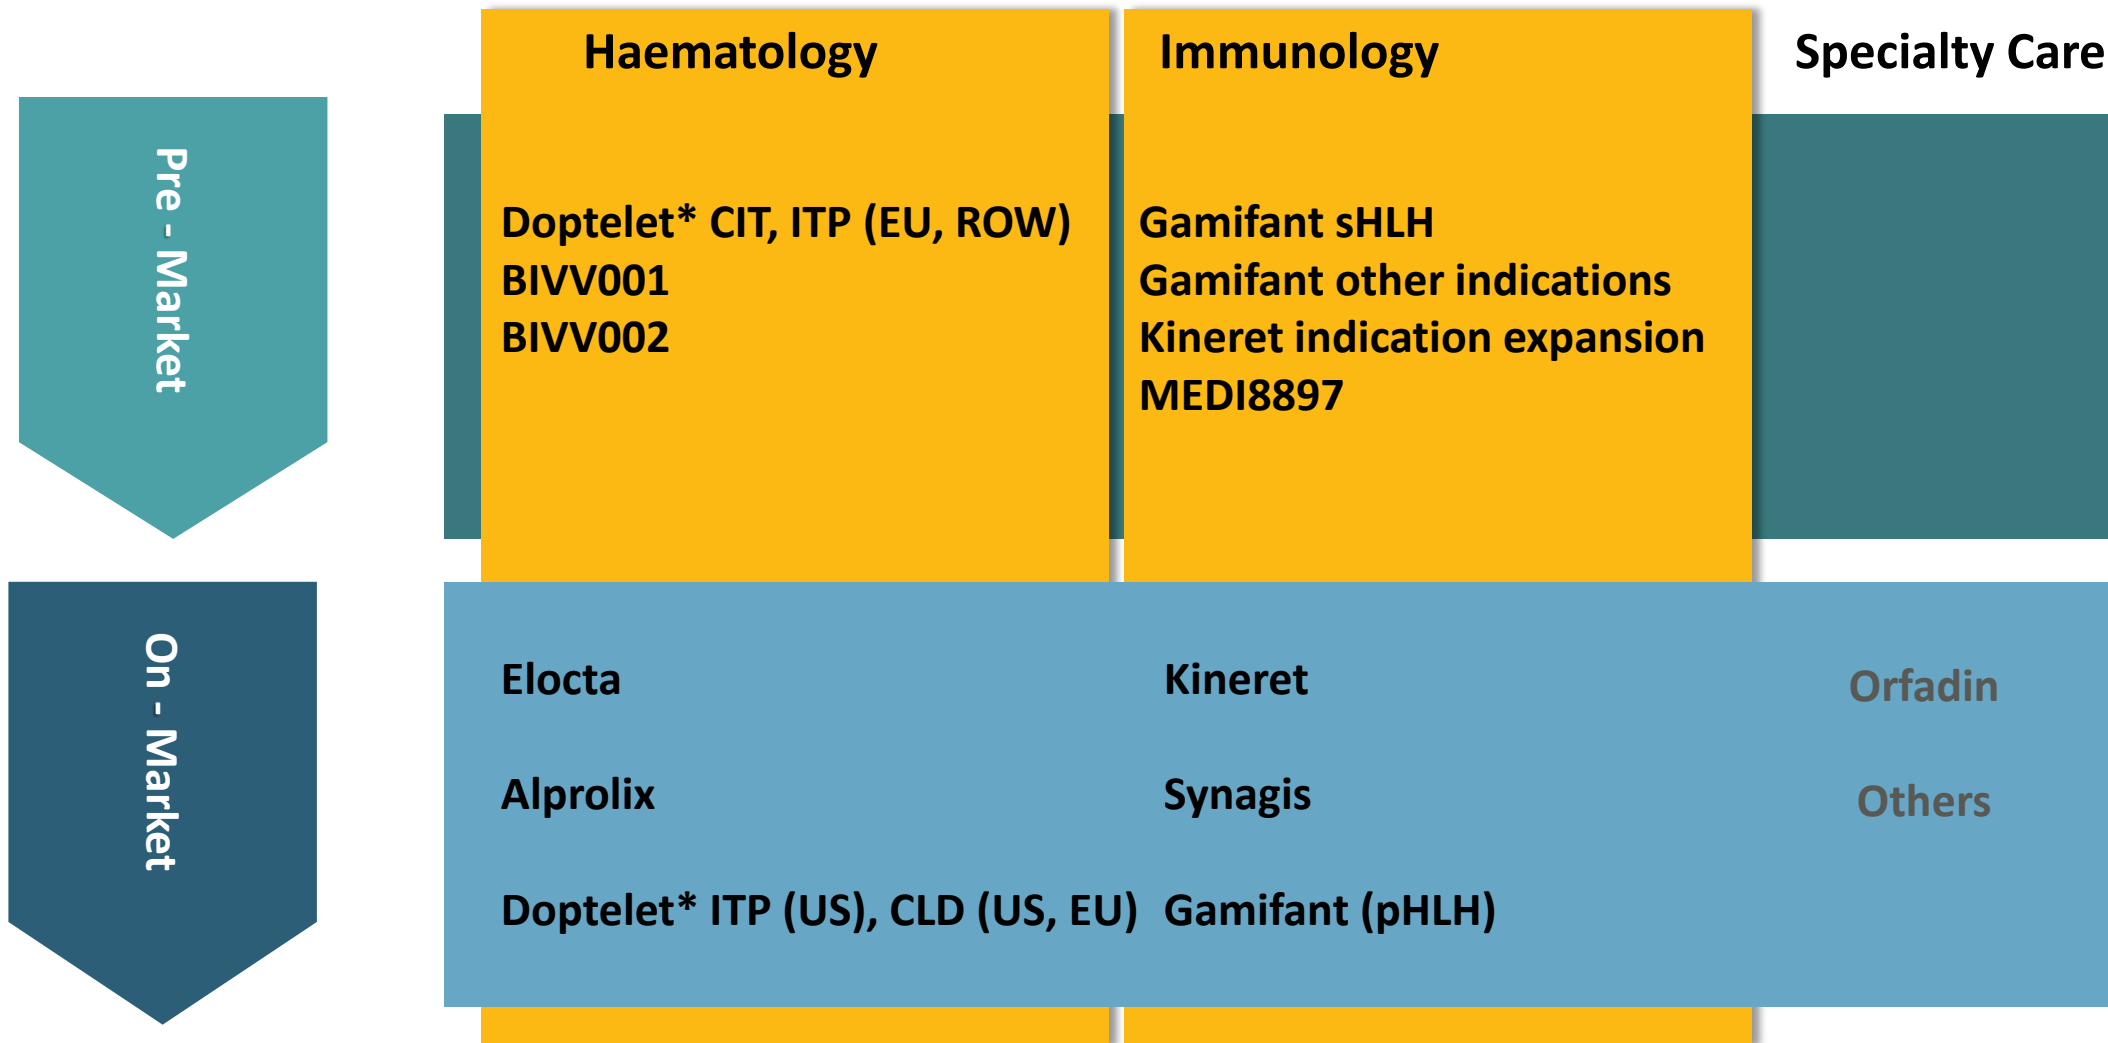 Haematology
Immunology
Specialty Care
Pre - Market
Doptelet* CIT, ITP (EU, ROW)
BIVV001
BIVV002
Gamifant sHLH
Gamifant other indications
Kineret indication expansion
MEDI8897
On - Market
Elocta
Alprolix
Doptelet* ITP (US), CLD (US, EU)
Kineret
Synagis
Gamifant (pHLH)
Orfadin
Others